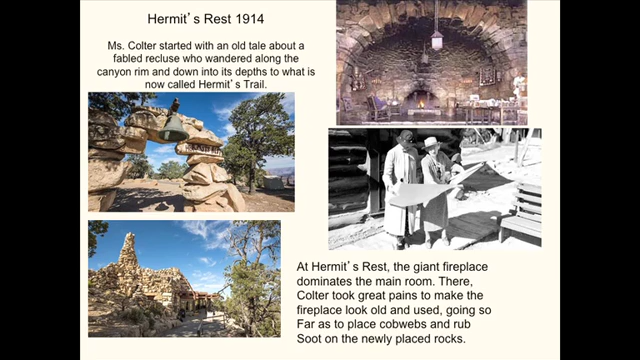 Hermit's Rest 1914
Ms. Colter started with an old tale about a
fabled recluse who wandered along the
canyon rim and down into its depths to what is
now called Hermit's Trail.
At Hermit's Rest, the giant fireplace
dominates the main room. There,
Colter took great pains to make the
fireplace look old and used, going so
Far as to place cobwebs and rub
Soot on the newly placed rocks.